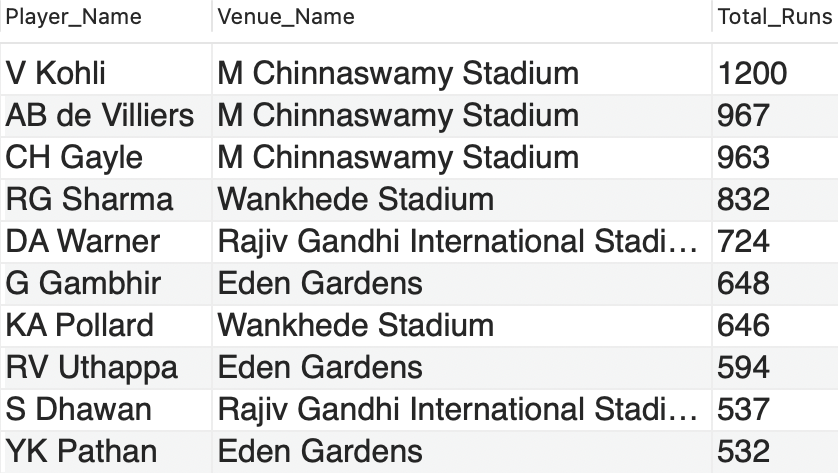 Player_Name Venue_Name Total_Runs
V Kohli M Chinnaswamy Stadium 1200
AB de Villiers M Chinnaswamy Stadium 967
CH Gayle M Chinnaswamy Stadium 963
RG Sharma Wankhede Stadium 832
DA Warner Rajiv Gandhi International Stadi... 724
G Gambhir Eden Gardens 648
KA Pollard Wankhede Stadium 646
RV Uthappa Eden Gardens 594
S Dhawan Rajiv Gandhi International Stadi... 537
YK Pathan Eden Gardens 532